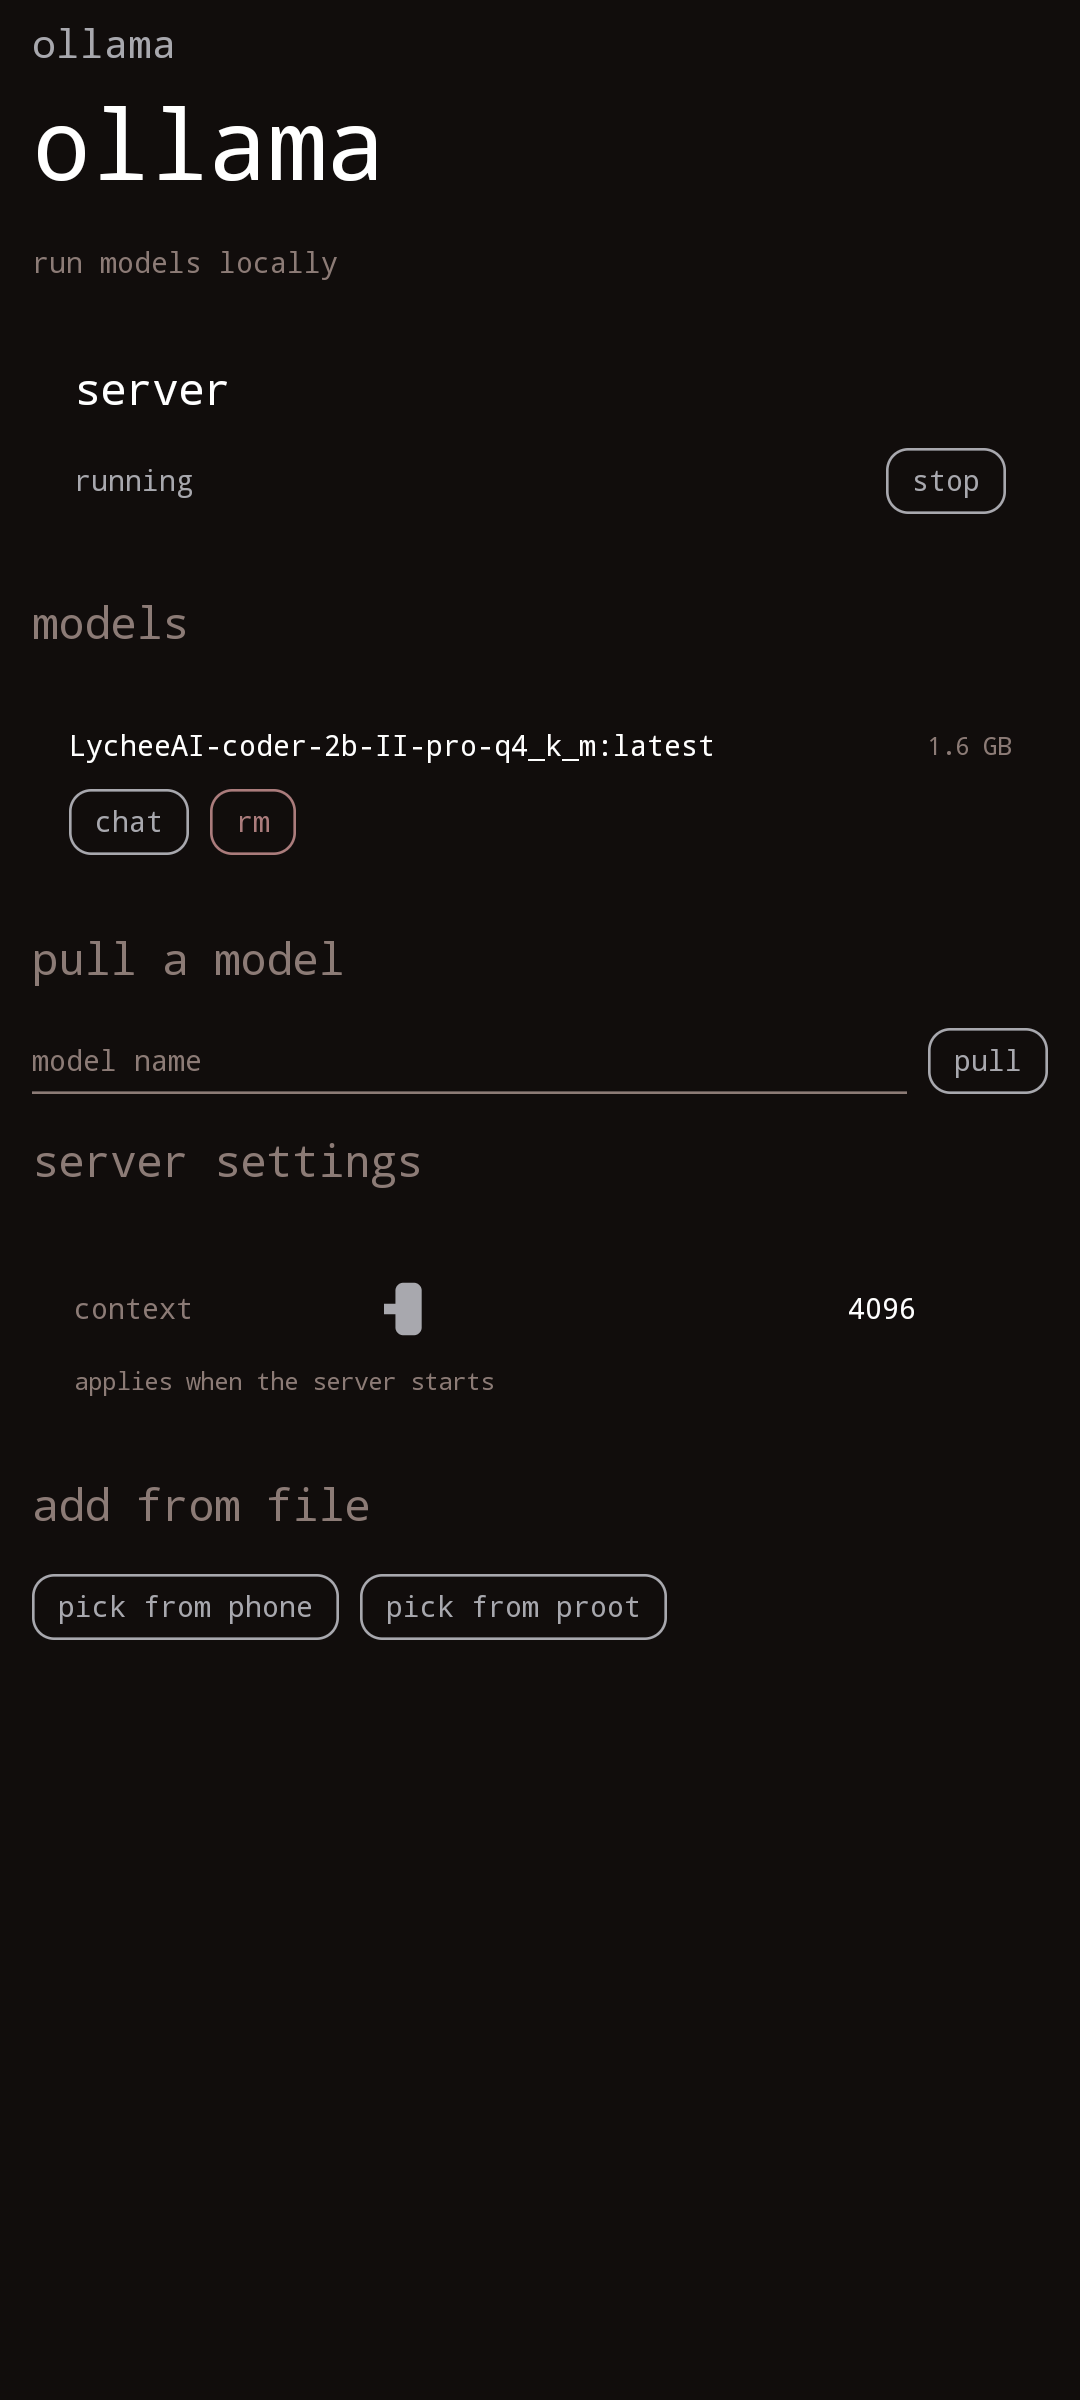 ollama
ollama
run models locally
server
running stop
models
LycheeAI-coder-2b-II-pro-q4_k_m:latest 1.6 GB
chat rm
pull a model
model name pull
server settings
context 4096
applies when the server starts
add from file
pick from phone pick from proot